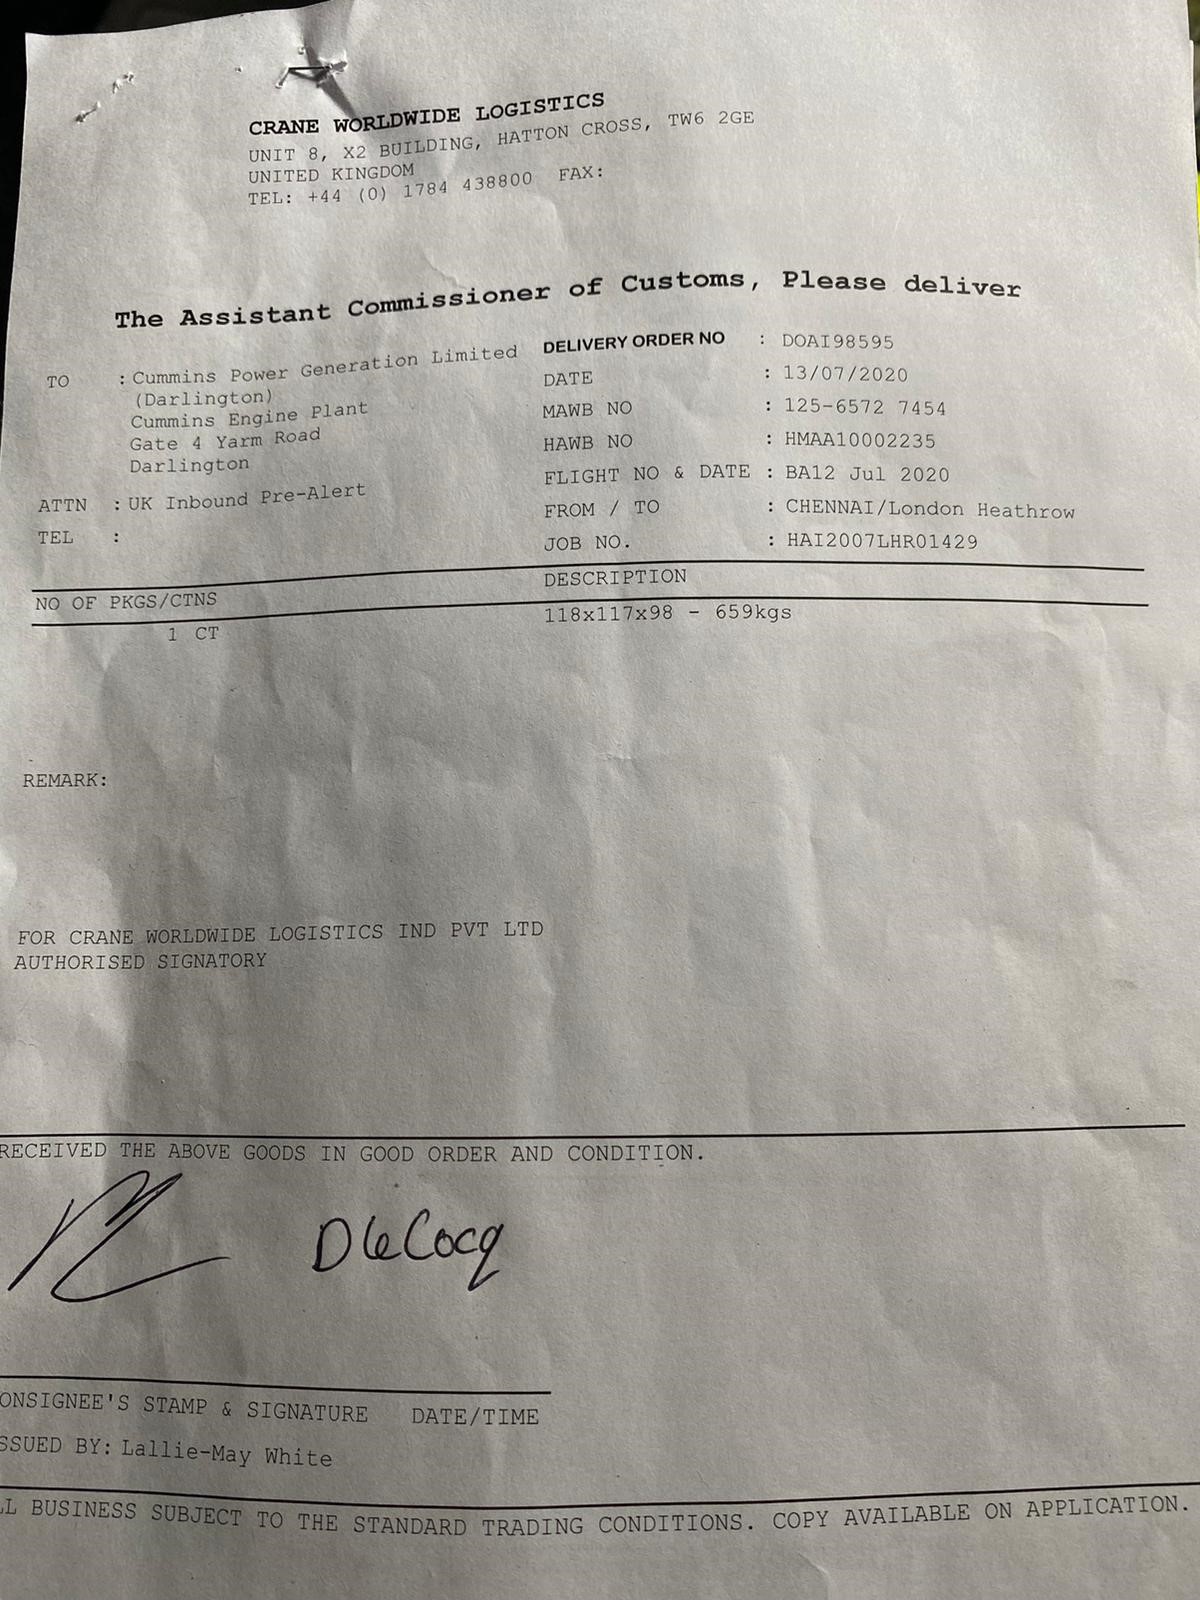 CRANE WORLDWIDE LOGISTICS
UNIT 8, X2 BUILDING, HATTON CROSS, TW6 2GE
UNITED KINGDOM
TEL: +44 (0) 1784 438800 FAX:
The Assistant Commissioner of Customs, Please deliver
TO : Cummins Power Generation Limited
(Darlington)
Cummins Engine Plant
Gate 4 Yarm Road
Darlington
ATTN : UK Inbound Pre-Alert
TEL :
DELIVERY ORDER NO : DOAI98595
DATE : 13/07/2020
MAWB NO : 125-6572 7454
HAWB NO : HMAA10002235
FLIGHT NO & DATE : BA12 Jul 2020
FROM / TO : CHENNAI/London Heathrow
JOB NO. : HAI2007LHR01429
NO OF PKGS/CTNS DESCRIPTION
1 CT 118x117x98 - 659kgs
REMARK:
FOR CRANE WORLDWIDE LOGISTICS IND PVT LTD
AUTHORISED SIGNATORY
RECEIVED THE ABOVE GOODS IN GOOD ORDER AND CONDITION.
D leCocq
ONSIGNEE'S STAMP & SIGNATURE DATE/TIME
SSUED BY: Lallie-May White
LL BUSINESS SUBJECT TO THE STANDARD TRADING CONDITIONS. COPY AVAILABLE ON APPLICATION.